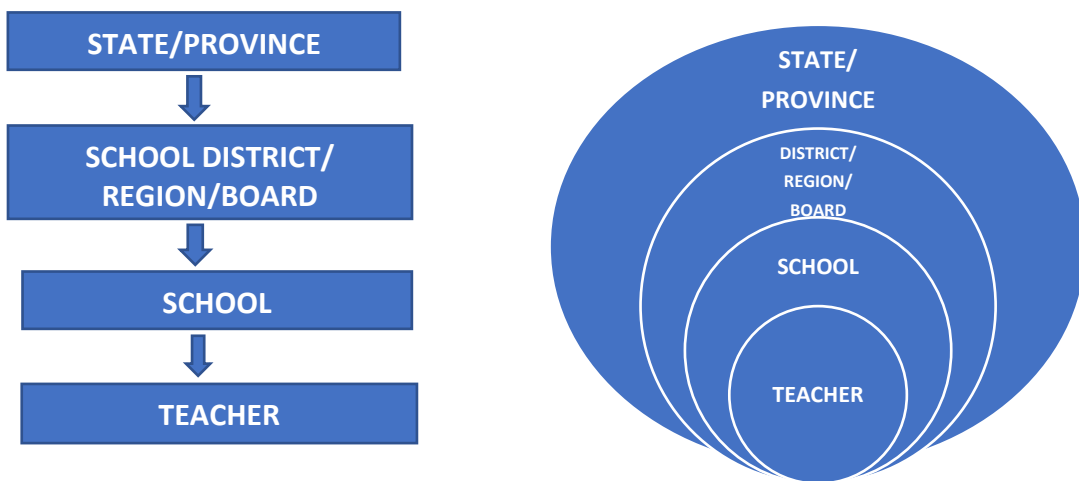 STATE/PROVINCE
SCHOOL DISTRICT/
REGION/BOARD
SCHOOL
TEACHER
STATE/
PROVINCE
DISTRICT/
REGION/
BOARD
SCHOOL
TEACHER